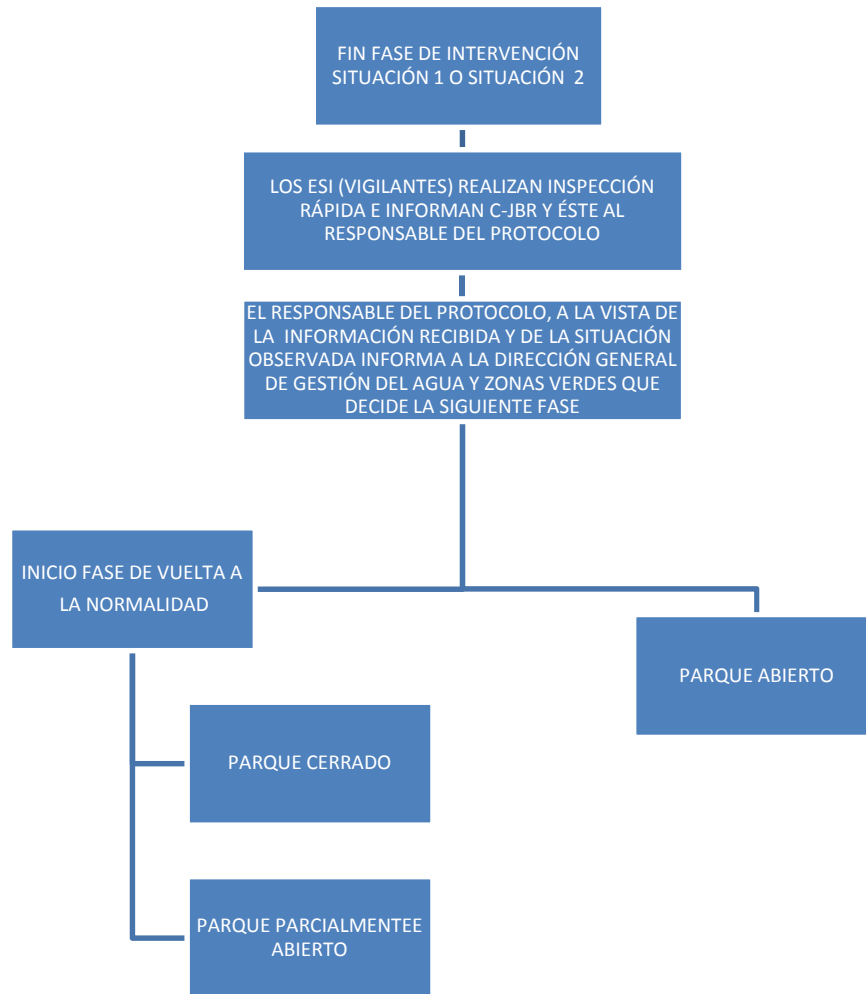 FIN FASE DE INTERVENCIÓN
SITUACIÓN 1 O SITUACIÓN 2
LOS ESI (VIGILANTES) REALIZAN INSPECCIÓN
RÁPIDA E INFORMAN C-JBR Y ÉSTE AL
RESPONSABLE DEL PROTOCOLO
EL RESPONSABLE DEL PROTOCOLO, A LA VISTA DE
LA INFORMACIÓN RECIBIDA Y DE LA SITUACIÓN
OBSERVADA INFORMA A LA DIRECCIÓN GENERAL
DE GESTIÓN DEL AGUA Y ZONAS VERDES QUE
DECIDE LA SIGUIENTE FASE
INICIO FASE DE VUELTA A
LA NORMALIDAD
PARQUE ABIERTO
PARQUE CERRADO
PARQUE PARCIALMENTEE
ABIERTO